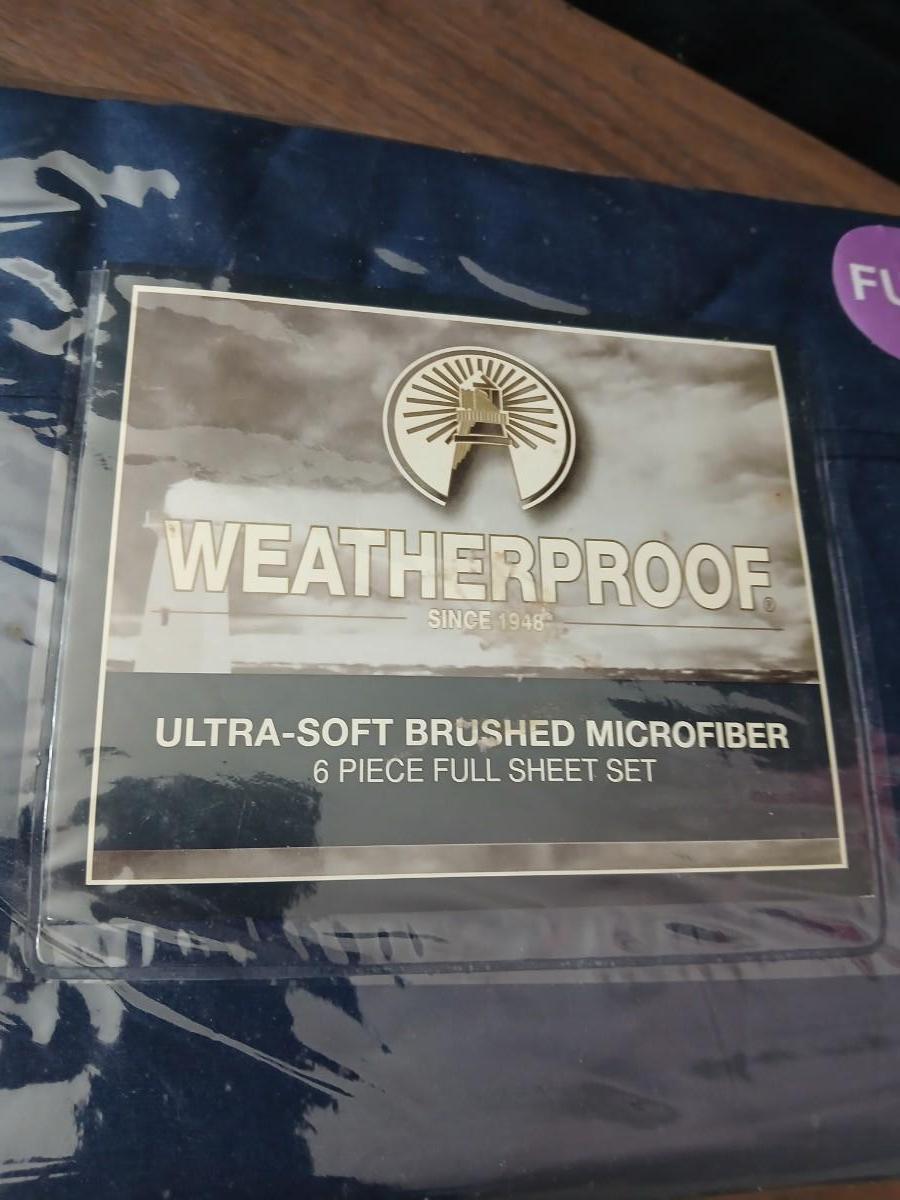 FU
WEATHERPROOF®
SINCE 1948
ULTRA-SOFT BRUSHED MICROFIBER
6 PIECE FULL SHEET SET